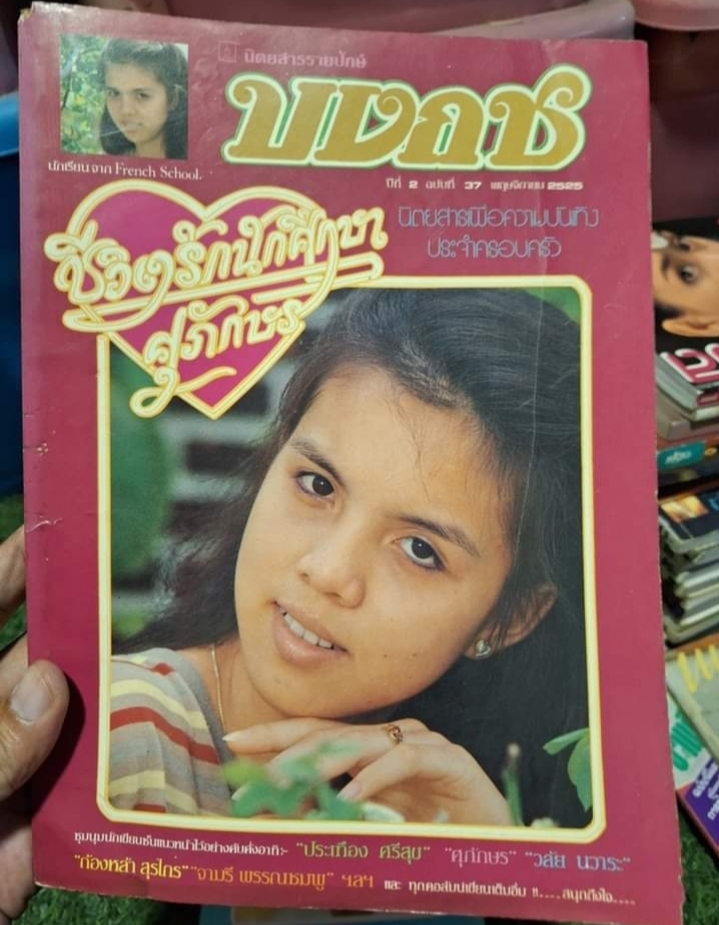 นิตยสารรายปักษ์
บงกช
นักเรียนจาก French School.
ปีที่ 2 ฉบับที่ 37 พฤศจิกายน 2525
นิตยสารเพื่อความบันเทิง
ประจำครอบครัว
ชีวิตรักนักศึกษา
ศุภักษร
ชุมนุมนักเขียนชั้นแนวหน้าไว้อย่างคับคั่งอาทิ:- "ประเทือง ศรีสุข" "ศุภักษร" "วลัย นวาระ"
"ก้องหล้า สุรไกร" "จามรี พรรณชมพู" ฯลฯ และ ทุกคอลัมน์เขียนเต็มอิ่ม !!....สนุกถึงใจ....